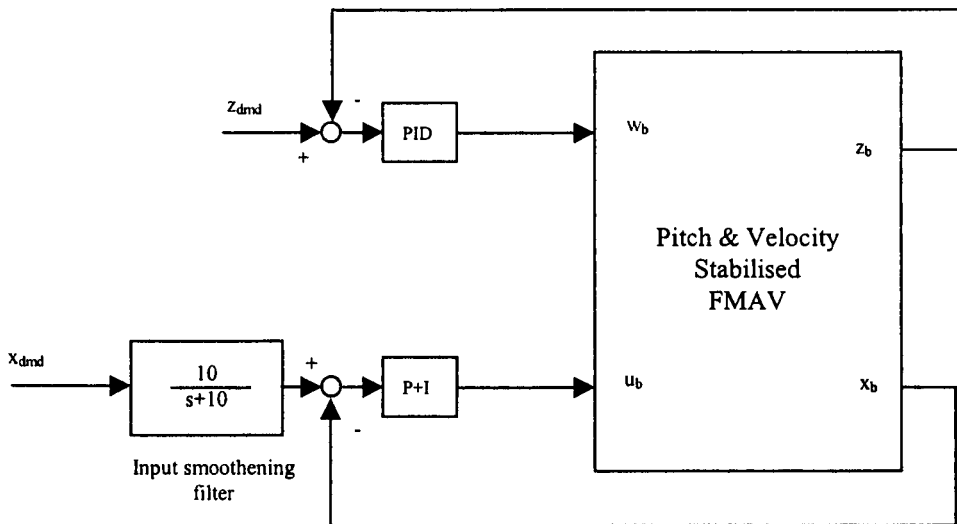 -
z_dmd
+
PID
w_b
z_b
Pitch & Velocity
Stabilised
FMAV
x_dmd
10
s+10
+
P+I
u_b
x_b
-
Input smoothening
filter